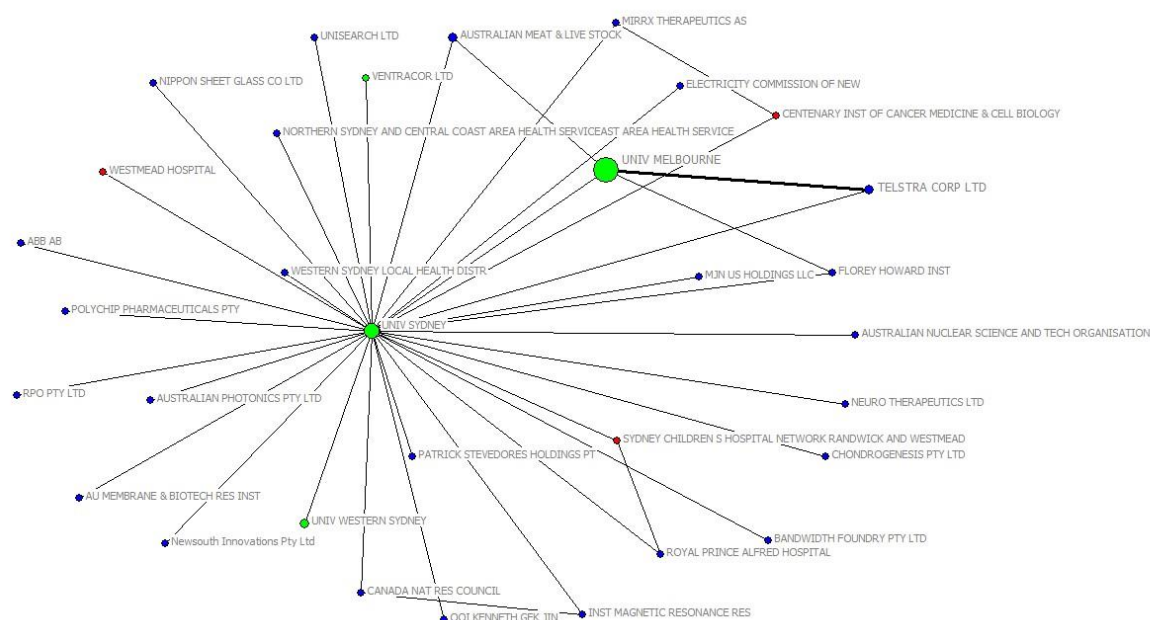 MIRRX THERAPEUTICS AS
UNISEARCH LTD
AUSTRALIAN MEAT & LIVE STOCK
VENTRACOR LTD
NIPPON SHEET GLASS CO LTD
ELECTRICITY COMMISSION OF NEW
CENTENARY INST OF CANCER MEDICINE & CELL BIOLOGY
NORTHERN SYDNEY AND CENTRAL COAST AREA HEALTH SERVICEAST AREA HEALTH SERVICE
UNIV MELBOURNE
WESTMEAD HOSPITAL
TELSTRA CORP LTD
ABB AB
WESTERN SYDNEY LOCAL HEALTH DISTR
MJN US HOLDINGS LLC
FLOREY HOWARD INST
POLYCHIP PHARMACEUTICALS PTY
UNIV SYDNEY
AUSTRALIAN NUCLEAR SCIENCE AND TECH ORGANISATION
RPO PTY LTD
AUSTRALIAN PHOTONICS PTY LTD
NEURO THERAPEUTICS LTD
SYDNEY CHILDREN S HOSPITAL NETWORK RANDWICK AND WESTMEAD
PATRICK STEVEDORES HOLDINGS PT
CHONDROGENESIS PTY LTD
AU MEMBRANE & BIOTECH RES INST
UNIV WESTERN SYDNEY
Newsouth Innovations Pty Ltd
BANDWIDTH FOUNDRY PTY LTD
ROYAL PRINCE ALFRED HOSPITAL
CANADA NAT RES COUNCIL
INST MAGNETIC RESONANCE RES
OOI KENNETH GEK JIN